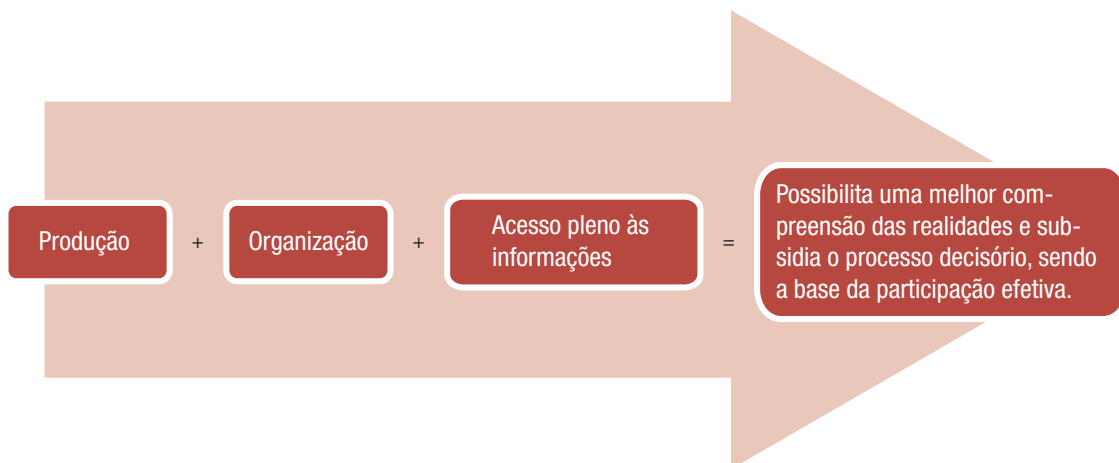 Produção
+
Organização
+
Acesso pleno às
informações
=
Possibilita uma melhor com-
preensão das realidades e sub-
sidia o processo decisório, sendo
a base da participação efetiva.